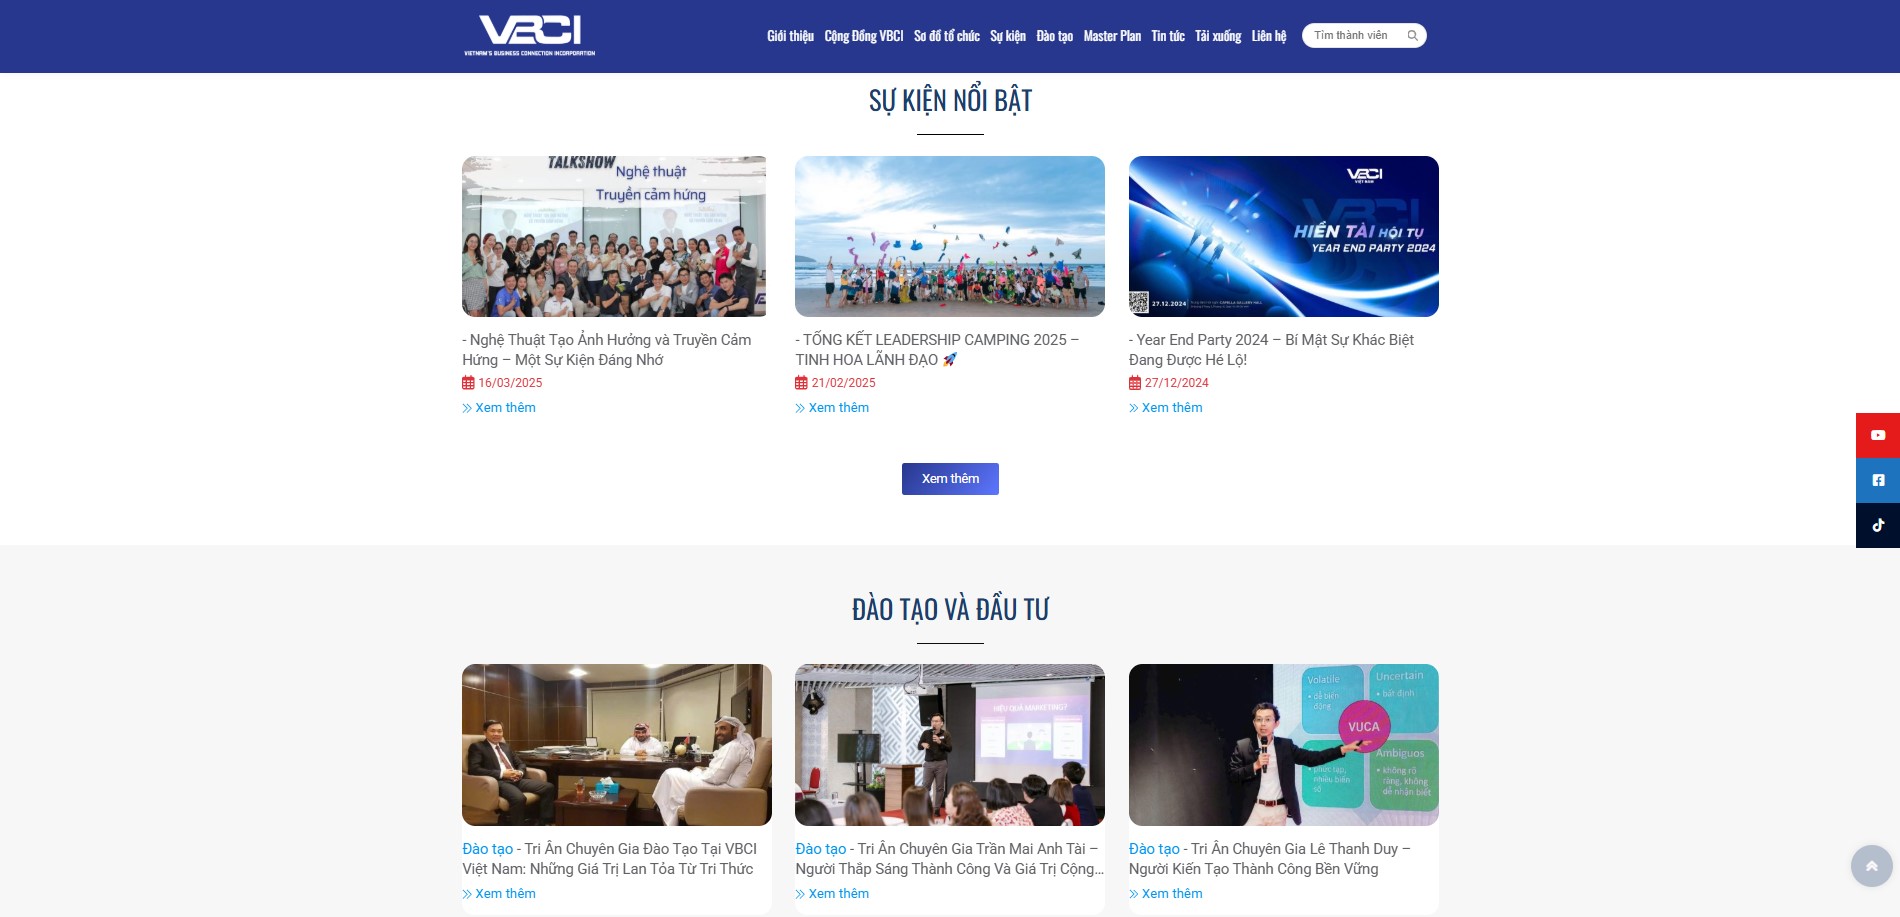 VBCI
VIETNAM'S BUSINESS CONNECTION INCORPORATION
Giới thiệu Cộng Đồng VBCI Sơ đồ tổ chức Sự kiện Đào tạo Master Plan Tin tức Tải xuống Liên hệ Tìm thành viên
SỰ KIỆN NỔI BẬT
TALKSHOW
Nghệ thuật
Truyền cảm hứng
VBCI
VIỆT NAM
HIỀN TÀI HỘI TỤ
YEAR END PARTY 2024
27.12.2024
- Nghệ Thuật Tạo Ảnh Hưởng và Truyền Cảm
Hứng – Một Sự Kiện Đáng Nhớ
16/03/2025
Xem thêm
- TỔNG KẾT LEADERSHIP CAMPING 2025 –
TINH HOA LÃNH ĐẠO 🚀
21/02/2025
Xem thêm
- Year End Party 2024 – Bí Mật Sự Khác Biệt
Đang Được Hé Lộ!
27/12/2024
Xem thêm
Xem thêm
ĐÀO TẠO VÀ ĐẦU TƯ
HIỆU QUẢ MARKETING?
Volatile
• dễ biến
động
Uncertain
• bất định
VUCA
• phức tạp,
nhiều biến
số
Ambiguos
• không rõ
ràng, không
dễ nhận biết
Đào tạo - Tri Ân Chuyên Gia Đào Tạo Tại VBCI
Việt Nam: Những Giá Trị Lan Tỏa Từ Tri Thức
Xem thêm
Đào tạo - Tri Ân Chuyên Gia Trần Mai Anh Tài –
Người Thắp Sáng Thành Công Và Giá Trị Cộng...
Xem thêm
Đào tạo - Tri Ân Chuyên Gia Lê Thanh Duy –
Người Kiến Tạo Thành Công Bền Vững
Xem thêm